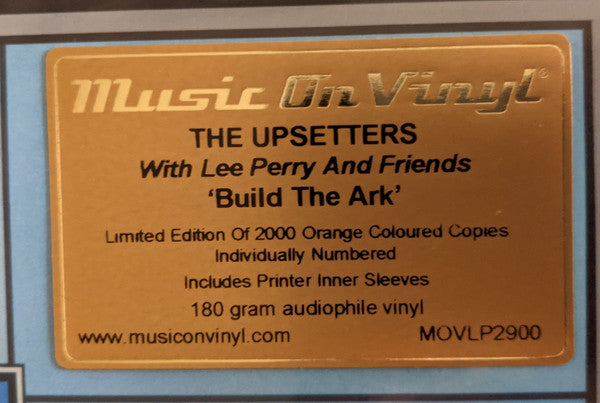 Music On Vinyl®
THE UPSETTERS
With Lee Perry And Friends
‘Build The Ark’
Limited Edition Of 2000 Orange Coloured Copies
Individually Numbered
Includes Printer Inner Sleeves
180 gram audiophile vinyl
www.musiconvinyl.com MOVLP2900